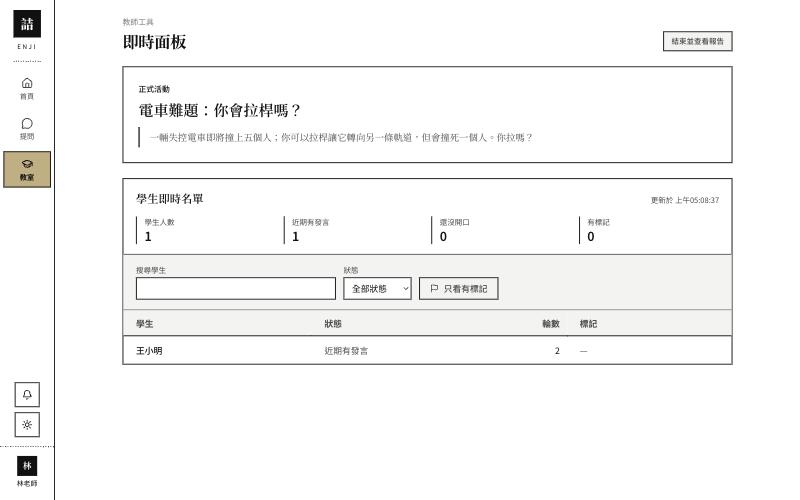 詰
ENJI
首頁
提問
教室
林
林老師
教師工具
即時面板
結束並查看報告
正式活動
電車難題：你會拉桿嗎？
一輛失控電車即將撞上五個人；你可以拉桿讓它轉向另一條軌道，但會撞死一個人。你拉嗎？
學生即時名單
更新於 上午05:08:37
學生人數
1
近期有發言
1
還沒開口
0
有標記
0
搜尋學生
狀態
全部狀態
只看有標記
學生 狀態 輪數 標記
王小明 近期有發言 2 —